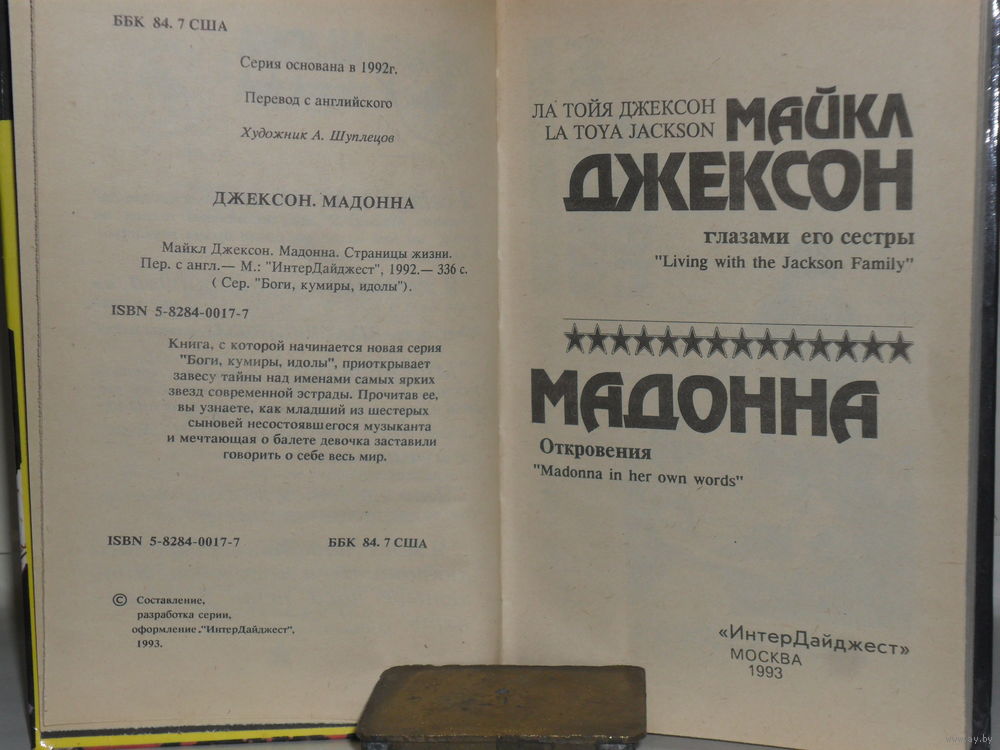 ББК 84. 7 США
Серия основана в 1992г.
Перевод с английского
Художник А. Шуплецов
ДЖЕКСОН. МАДОННА
Майкл Джексон. Мадонна. Страницы жизни.
Пер. с англ.— М.: "ИнтерДайджест", 1992.— 336 с.
( Сер. "Боги, кумиры, идолы").
ISBN 5-8284-0017-7
Книга, с которой начинается новая серия
"Боги, кумиры, идолы", приоткрывает
завесу тайны над именами самых ярких
звезд современной эстрады. Прочитав ее,
вы узнаете, как младший из шестерых
сыновей несостоявшегося музыканта
и мечтающая о балете девочка заставили
говорить о себе весь мир.
ISBN 5-8284-0017-7 ББК 84. 7 США
© Составление,
разработка серии,
оформление."ИнтерДайджест",
1993.
ЛА ТОЙЯ ДЖЕКСОН
LA TOYA JACKSON
МАЙКЛ
ДЖЕКСОН
глазами его сестры
"Living with the Jackson Family"
МАДОННА
Откровения
"Madonna in her own words"
«ИнтерДайджест»
МОСКВА
1993
www.ay.by